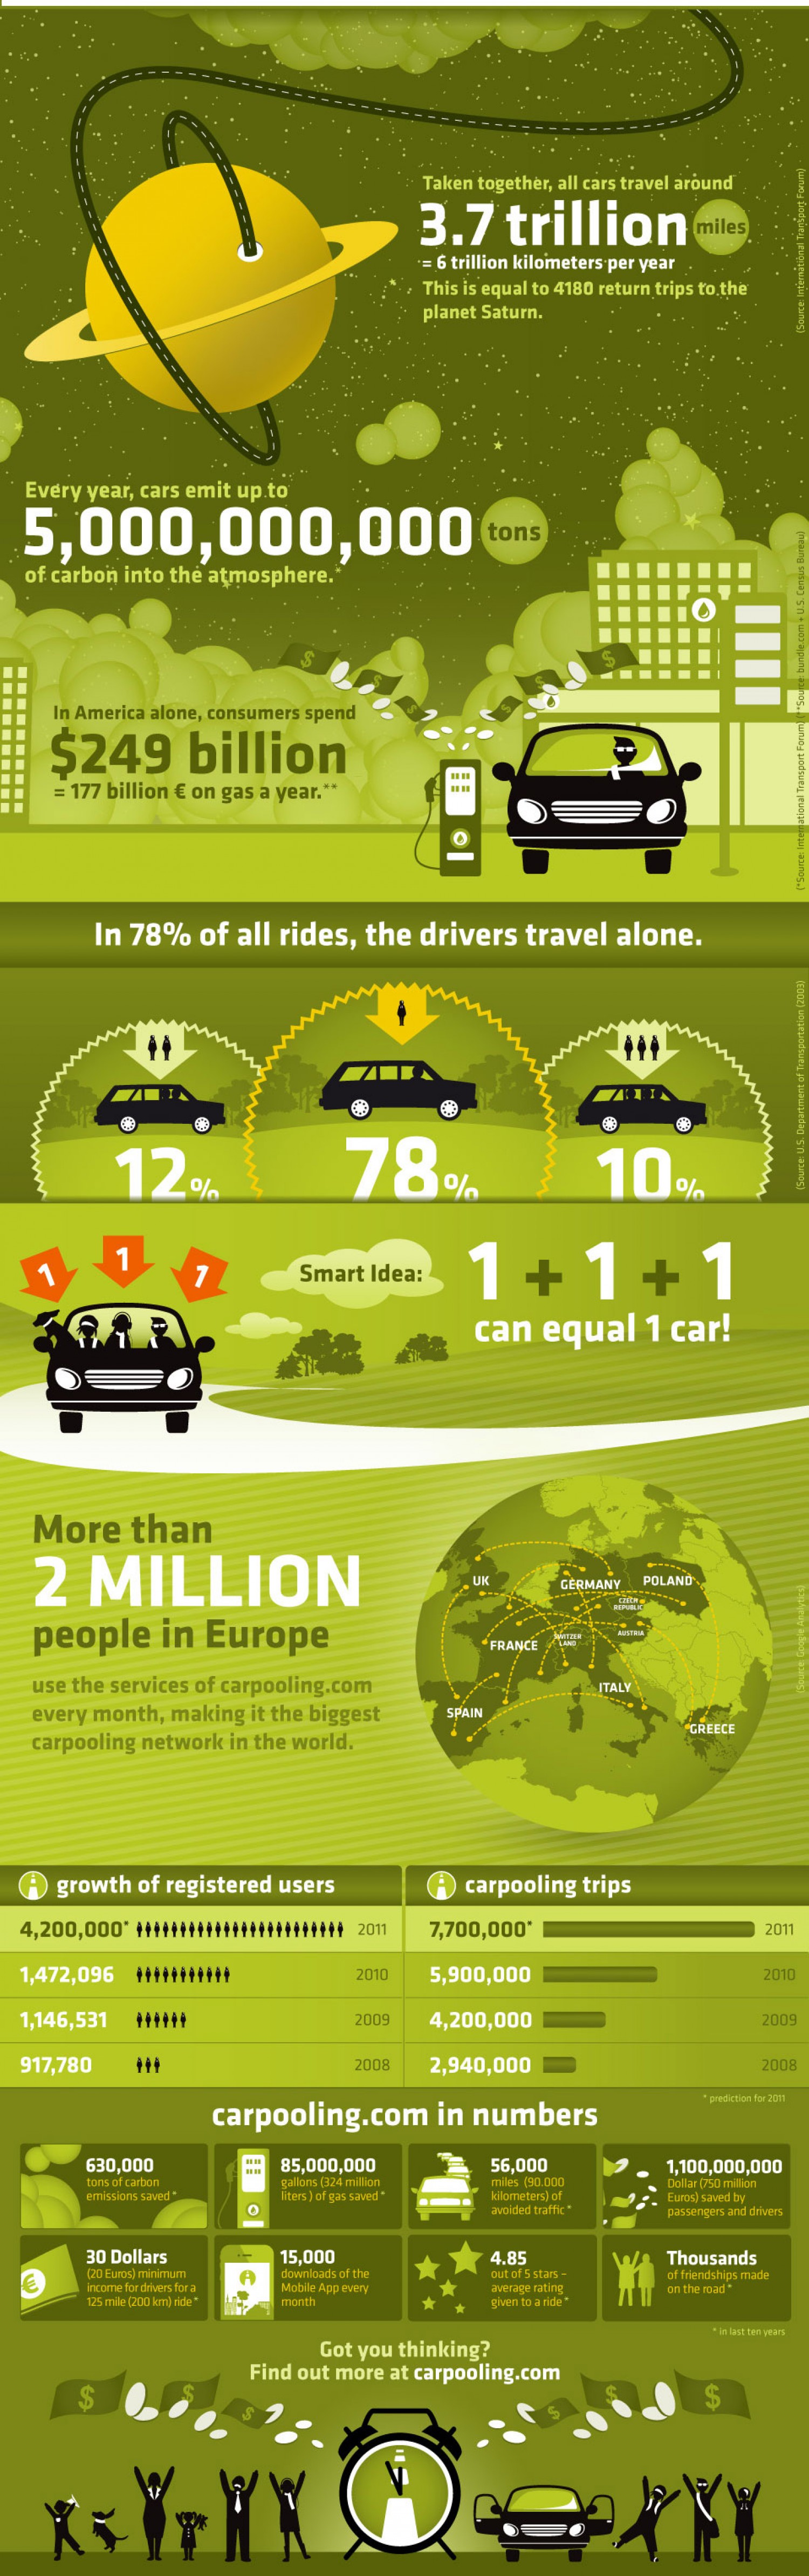 Taken together, all cars travel around
3.7 trillion miles
= 6 trillion kilometers per year
This is equal to 4180 return trips to the
planet Saturn.
(Source: International Transport Forum)
Every year, cars emit up to
5,000,000,000 tons
of carbon into the atmosphere.*
In America alone, consumers spend
$249 billion
= 177 billion € on gas a year.**
(*Source: International Transport Forum) (**Source: bundle.com + U.S. Census Bureau)
In 78% of all rides, the drivers travel alone.
12%
78%
10%
(Source: U.S. Department of Transportation (2003)
1
1
1
Smart Idea:
1 + 1 + 1
can equal 1 car!
More than
2 MILLION
people in Europe
use the services of carpooling.com
every month, making it the biggest
carpooling network in the world.
UK
GERMANY
POLAND
CZECH
REPUBLIC
FRANCE
SWITZER
LAND
AUSTRIA
ITALY
SPAIN
GREECE
(Source: Google Analytics)
growth of registered users
4,200,000* 2011
1,472,096 2010
1,146,531 2009
917,780 2008
carpooling trips
7,700,000* 2011
5,900,000 2010
4,200,000 2009
2,940,000 2008
* prediction for 2011
carpooling.com in numbers
630,000
tons of carbon
emissions saved*
85,000,000
gallons (324 million
liters ) of gas saved*
56,000
miles (90.000
kilometers) of
avoided traffic*
1,100,000,000
Dollar (750 million
Euros) saved by
passengers and drivers
30 Dollars
(20 Euros) minimum
income for drivers for a
125 mile (200 km) ride*
15,000
downloads of the
Mobile App every
month
4.85
out of 5 stars –
average rating
given to a ride*
Thousands
of friendships made
on the road*
* in last ten years
Got you thinking?
Find out more at carpooling.com